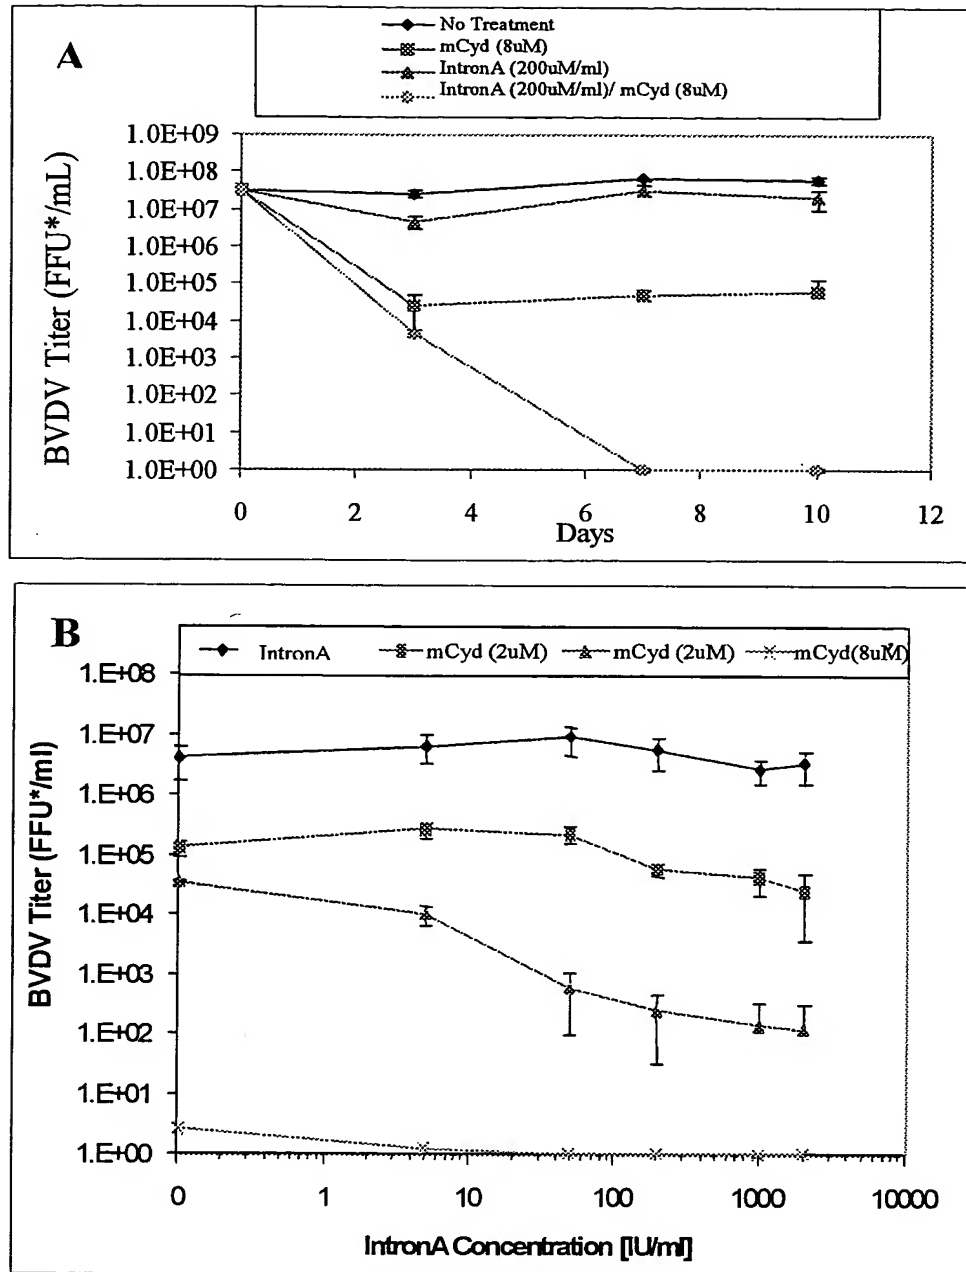 A
No Treatment
mCyd (8uM)
IntronA (200uM/ml)
IntronA (200uM/ml)/ mCyd (8uM)
BVDV Titer (FFU*/mL)
1.0E+09
1.0E+08
1.0E+07
1.0E+06
1.0E+05
1.0E+04
1.0E+03
1.0E+02
1.0E+01
1.0E+00
0 2 4 6 8 10 12
Days
B
IntronA mCyd (2uM) mCyd (2uM) mCyd(8uM)
BVDV Titer (FFU*/ml)
1.E+08
1.E+07
1.E+06
1.E+05
1.E+04
1.E+03
1.E+02
1.E+01
1.E+00
0 1 10 100 1000 10000
IntronA Concentration [IU/ml]